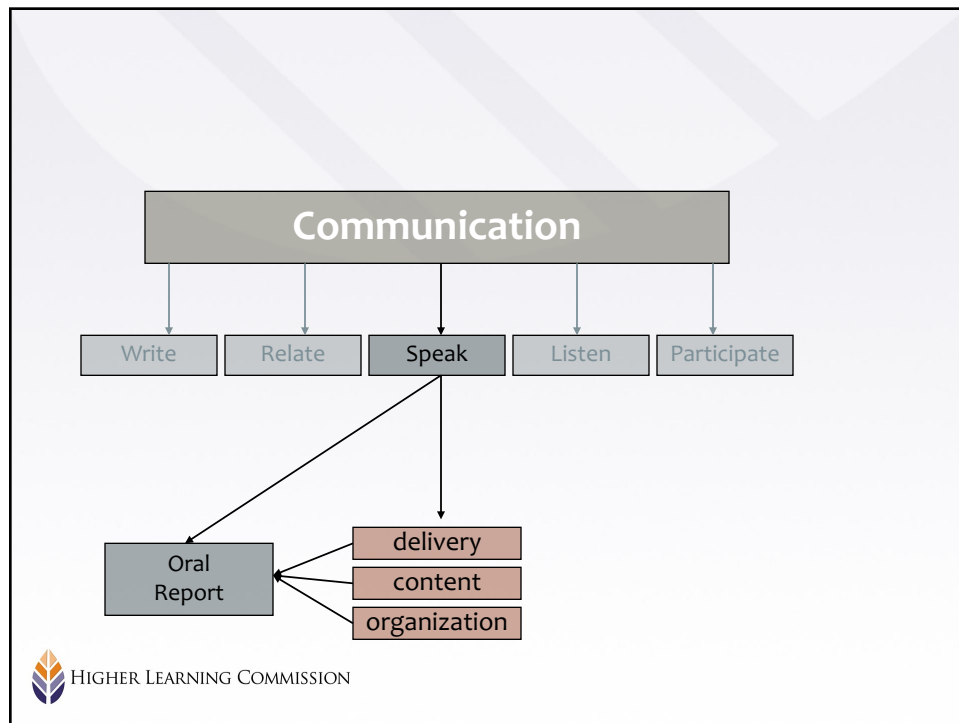 Communication
Write
Relate
Speak
Listen
Participate
Oral
Report
delivery
content
organization
HIGHER LEARNING COMMISSION